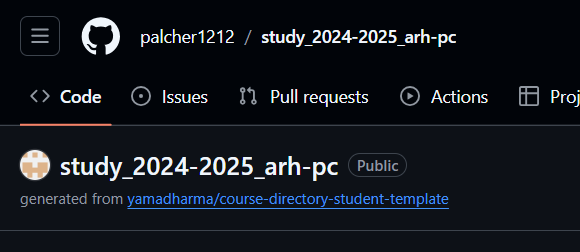 palcher1212 / study_2024-2025_arh-pc
Code Issues Pull requests Actions Proj
study_2024-2025_arh-pc Public
generated from yamadharma/course-directory-student-template